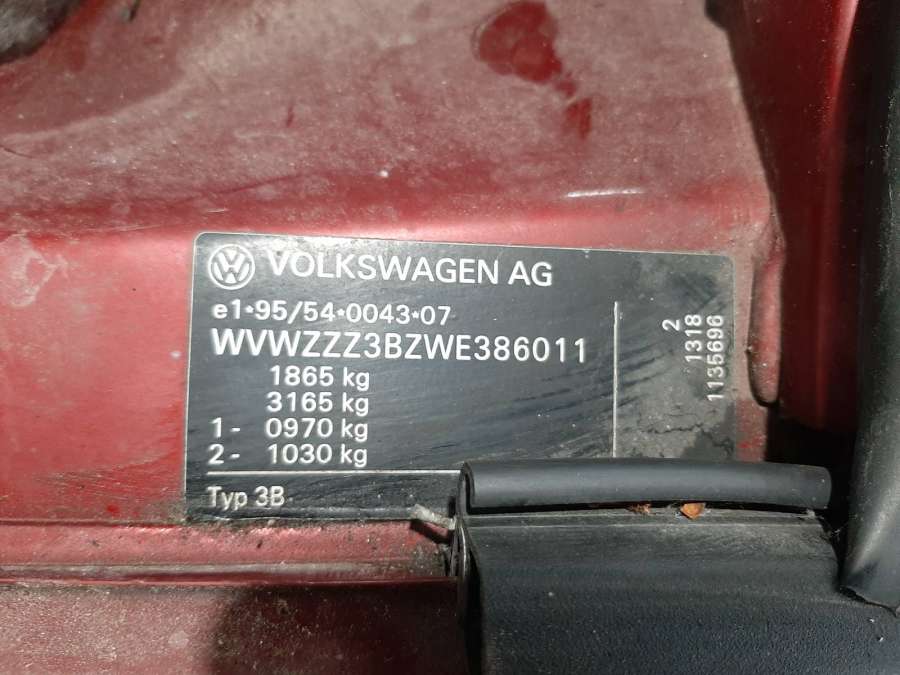 VOLKSWAGEN AG
e1*95/54*0043*07
WVWZZZ3BZWE386011
1865 kg
3165 kg
1- 0970 kg
2- 1030 kg
Typ 3B
2
1318
1135696